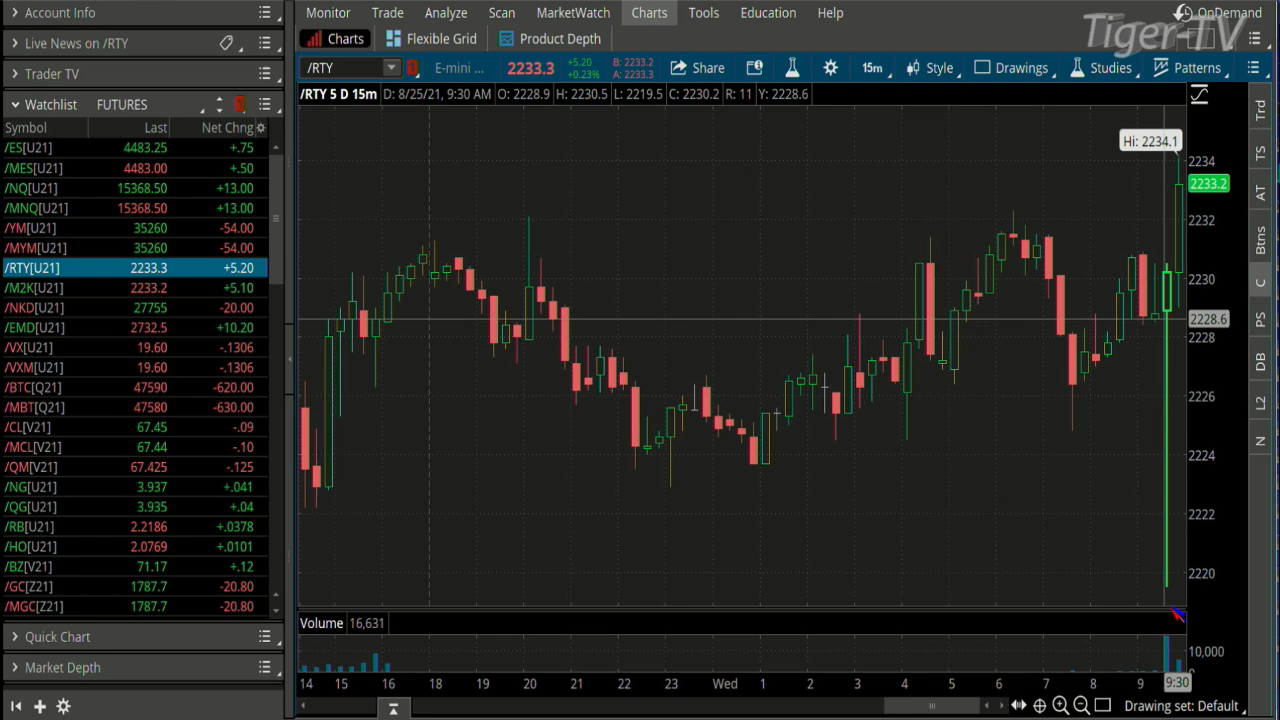 Account Info
Live News on /RTY
Trader TV
Watchlist FUTURES
Symbol Last Net Chng
/ES[U21] 4483.25 +.75
/MES[U21] 4483.00 +.50
/NQ[U21] 15368.50 +13.00
/MNQ[U21] 15368.50 +13.00
/YM[U21] 35260 -54.00
/MYM[U21] 35260 -54.00
/RTY[U21] 2233.3 +5.20
/M2K[U21] 2233.2 +5.10
/NKD[U21] 27755 -20.00
/EMD[U21] 2732.5 +10.20
/VX[U21] 19.60 -.1306
/VXM[U21] 19.60 -.1306
/BTC[Q21] 47590 -620.00
/MBT[Q21] 47580 -630.00
/CL[V21] 67.45 -.09
/MCL[V21] 67.44 -.10
/QM[V21] 67.425 -.125
/NG[U21] 3.937 +.041
/QG[U21] 3.935 +.04
/RB[U21] 2.2186 +.0378
/HO[U21] 2.0769 +.0101
/BZ[V21] 71.17 +.12
/GC[Z21] 1787.7 -20.80
/MGC[Z21] 1787.7 -20.80
Quick Chart
Market Depth
Monitor Trade Analyze Scan MarketWatch Charts Tools Education Help OnDemand
Tiger-TV
Charts Flexible Grid Product Depth
/RTY E-mini ... 2233.3 +5.20 +0.23% B: 2233.2 A: 2233.3 Share 15m Style Drawings Studies Patterns
/RTY 5 D 15m D: 8/25/21, 9:30 AM O: 2228.9 H: 2230.5 L: 2219.5 C: 2230.2 R: 11 Y: 2228.6
Hi: 2234.1
2234
2233.2
2232
2230
2228.6
2228
2226
2224
2222
2220
Volume 16,631
10,000
0
14 15 16 18 19 20 21 22 23 Wed 1 2 3 4 5 6 7 8 9 9:30
Drawing set: Default
Trd
TS
AT
Btns
C
PS
DB
L2
N